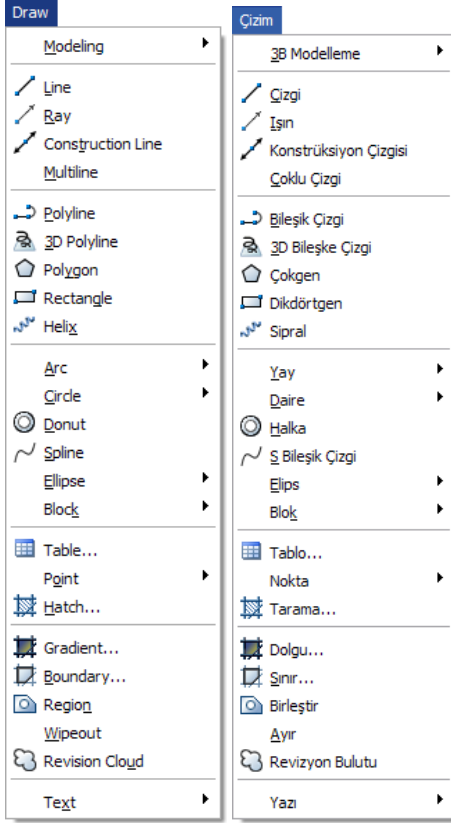 Draw
Modeling
Line
Ray
Construction Line
Multiline
Polyline
3D Polyline
Polygon
Rectangle
Helix
Arc
Circle
Donut
Spline
Ellipse
Block
Table...
Point
Hatch...
Gradient...
Boundary...
Region
Wipeout
Revision Cloud
Text
Çizim
3B Modelleme
Çizgi
Işın
Konstrüksiyon Çizgisi
Çoklu Çizgi
Bileşik Çizgi
3D Bileşke Çizgi
Çokgen
Dikdörtgen
Sipral
Yay
Daire
Halka
S Bileşik Çizgi
Elips
Blok
Tablo...
Nokta
Tarama...
Dolgu...
Sınır...
Birleştir
Ayır
Revizyon Bulutu
Yazı